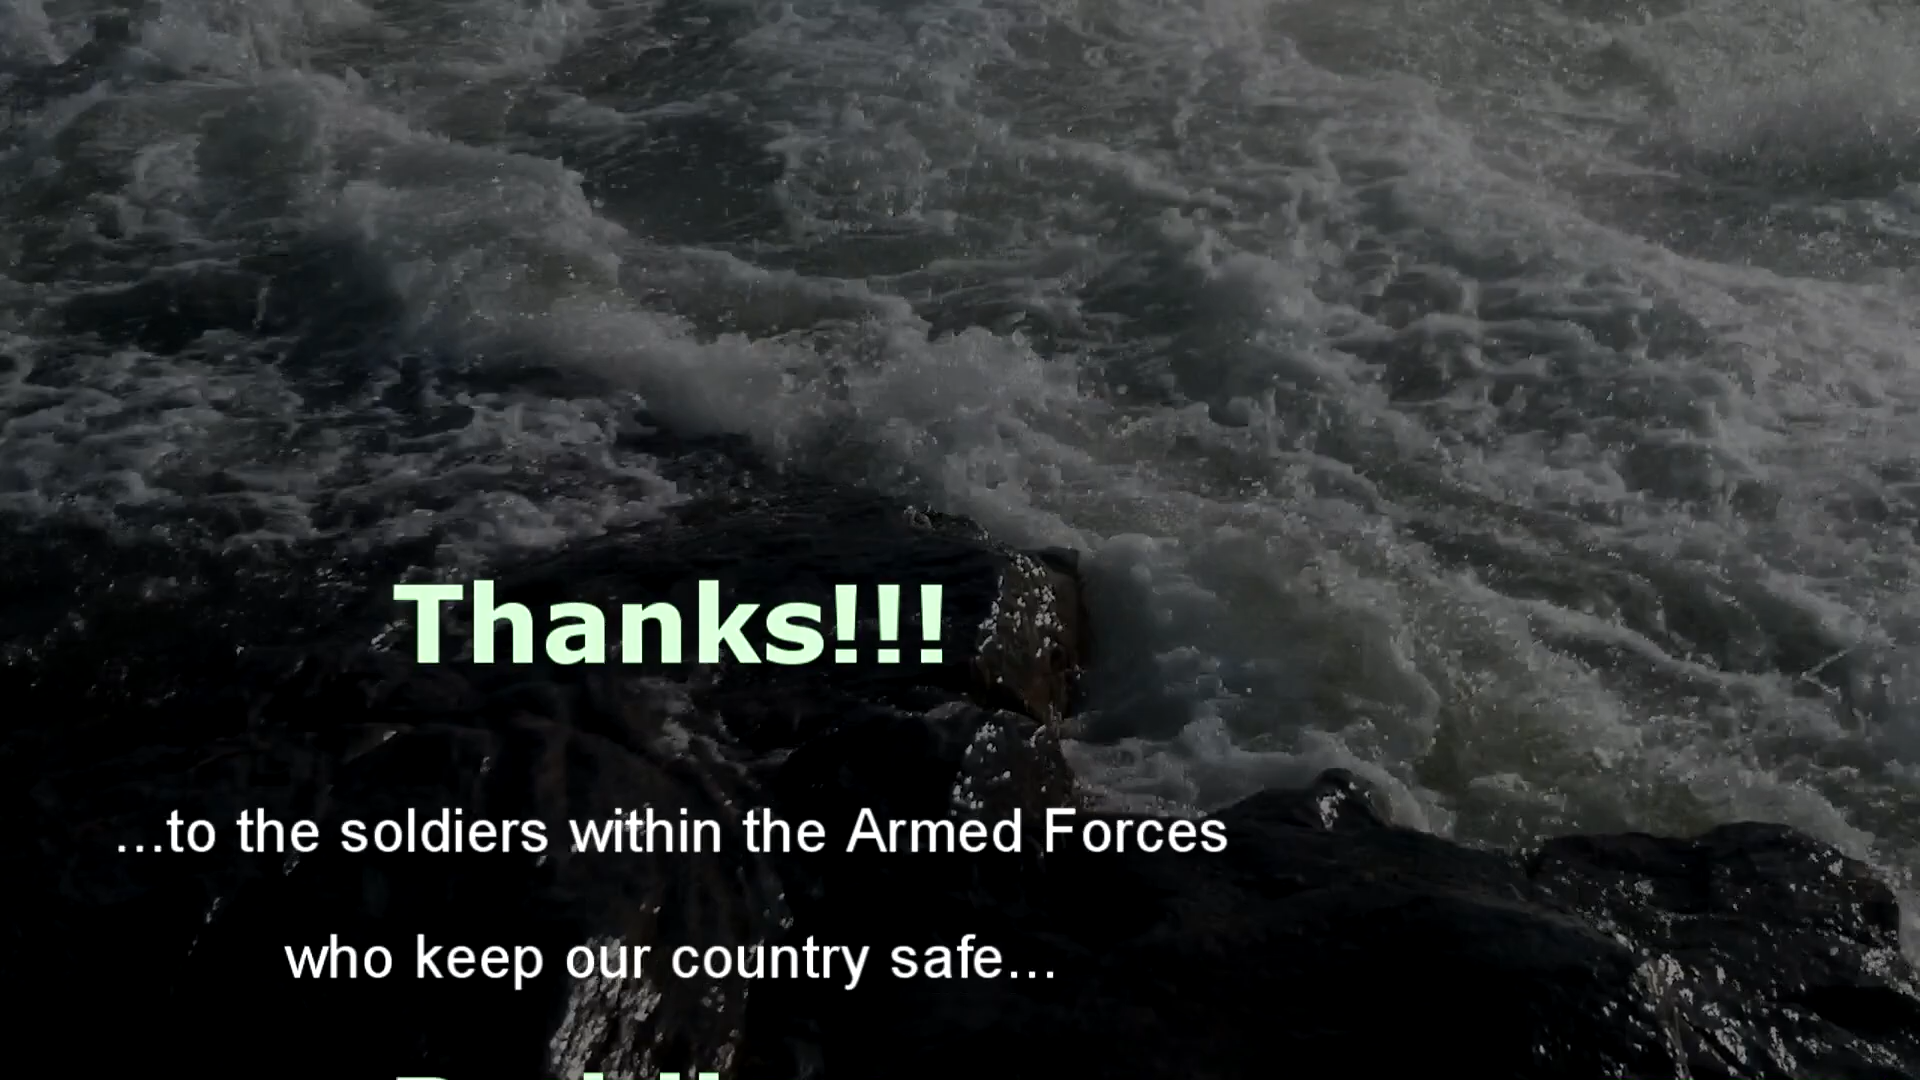 Thanks!!!
...to the soldiers within the Armed Forces
who keep our country safe...